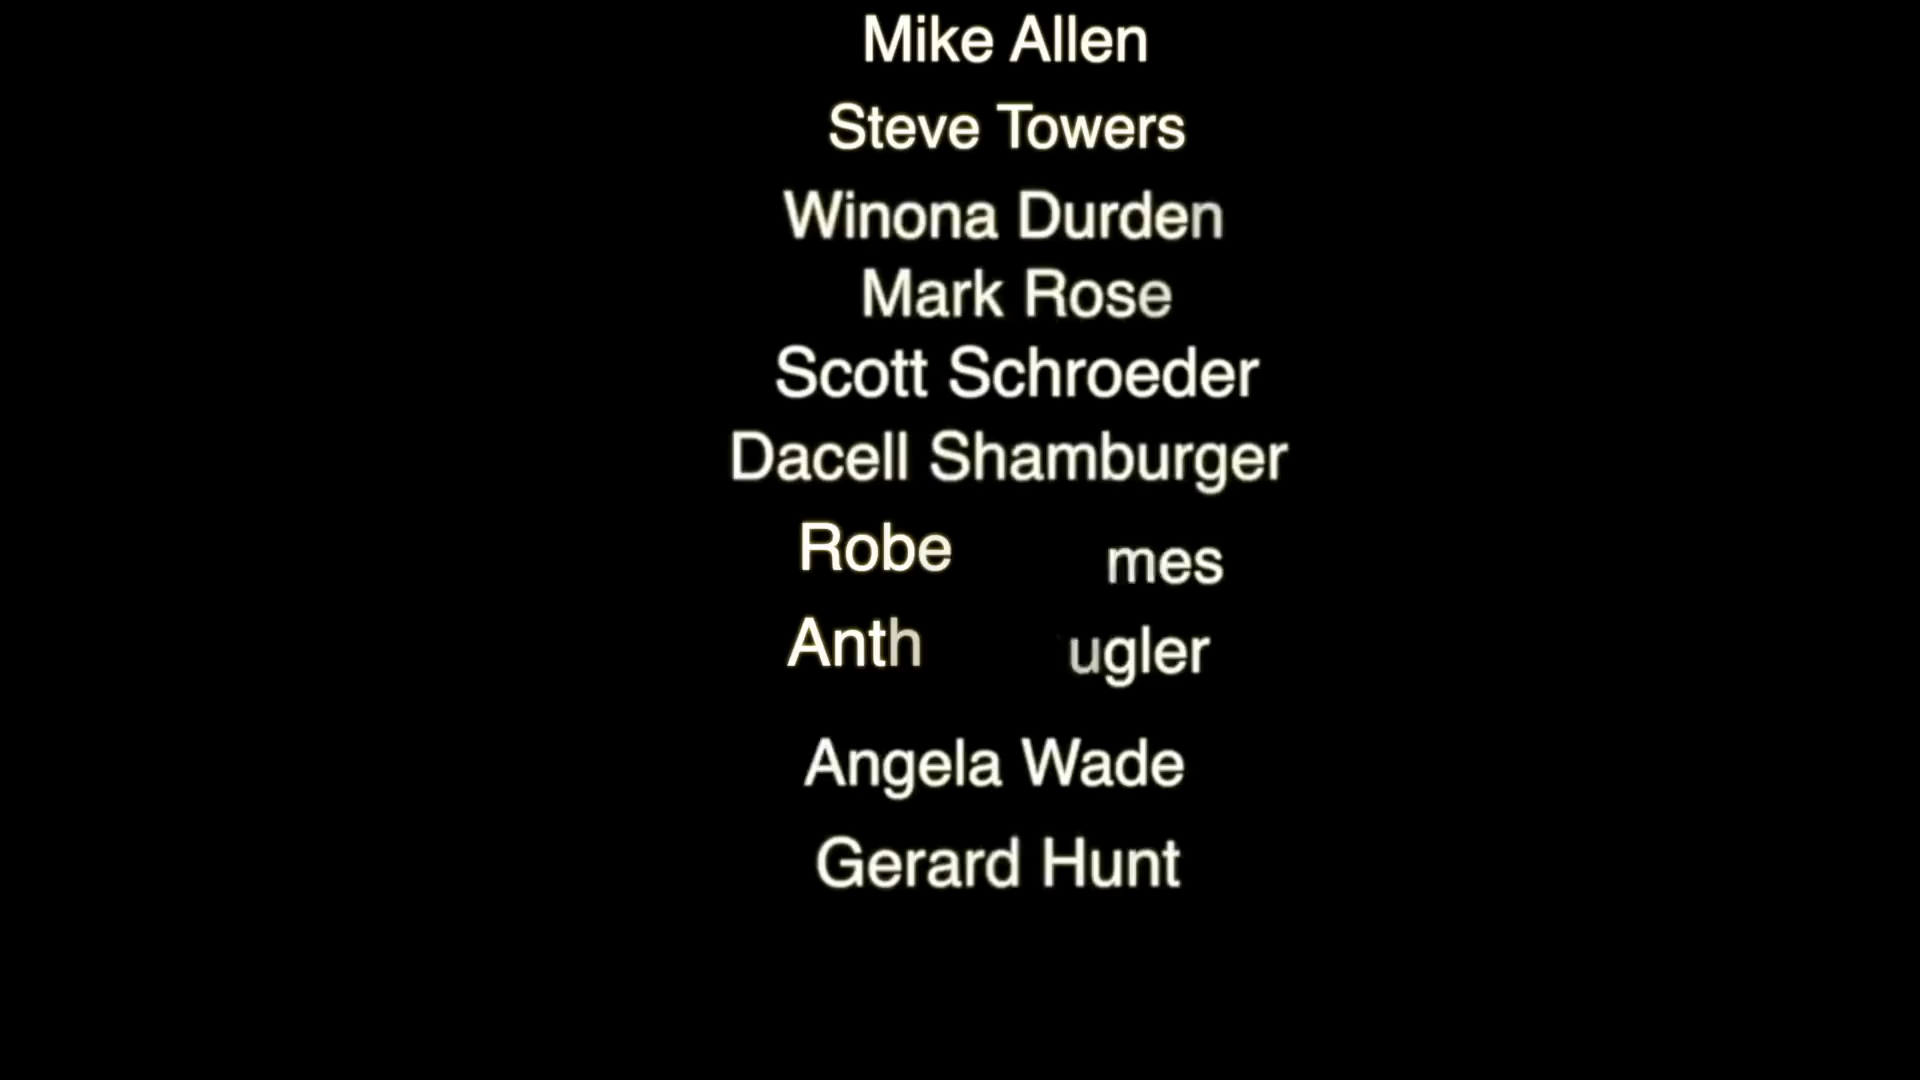 Mike Allen
Steve Towers
Winona Durden
Mark Rose
Scott Schroeder
Dacell Shamburger
Robe mes
Anth ugler
Angela Wade
Gerard Hunt